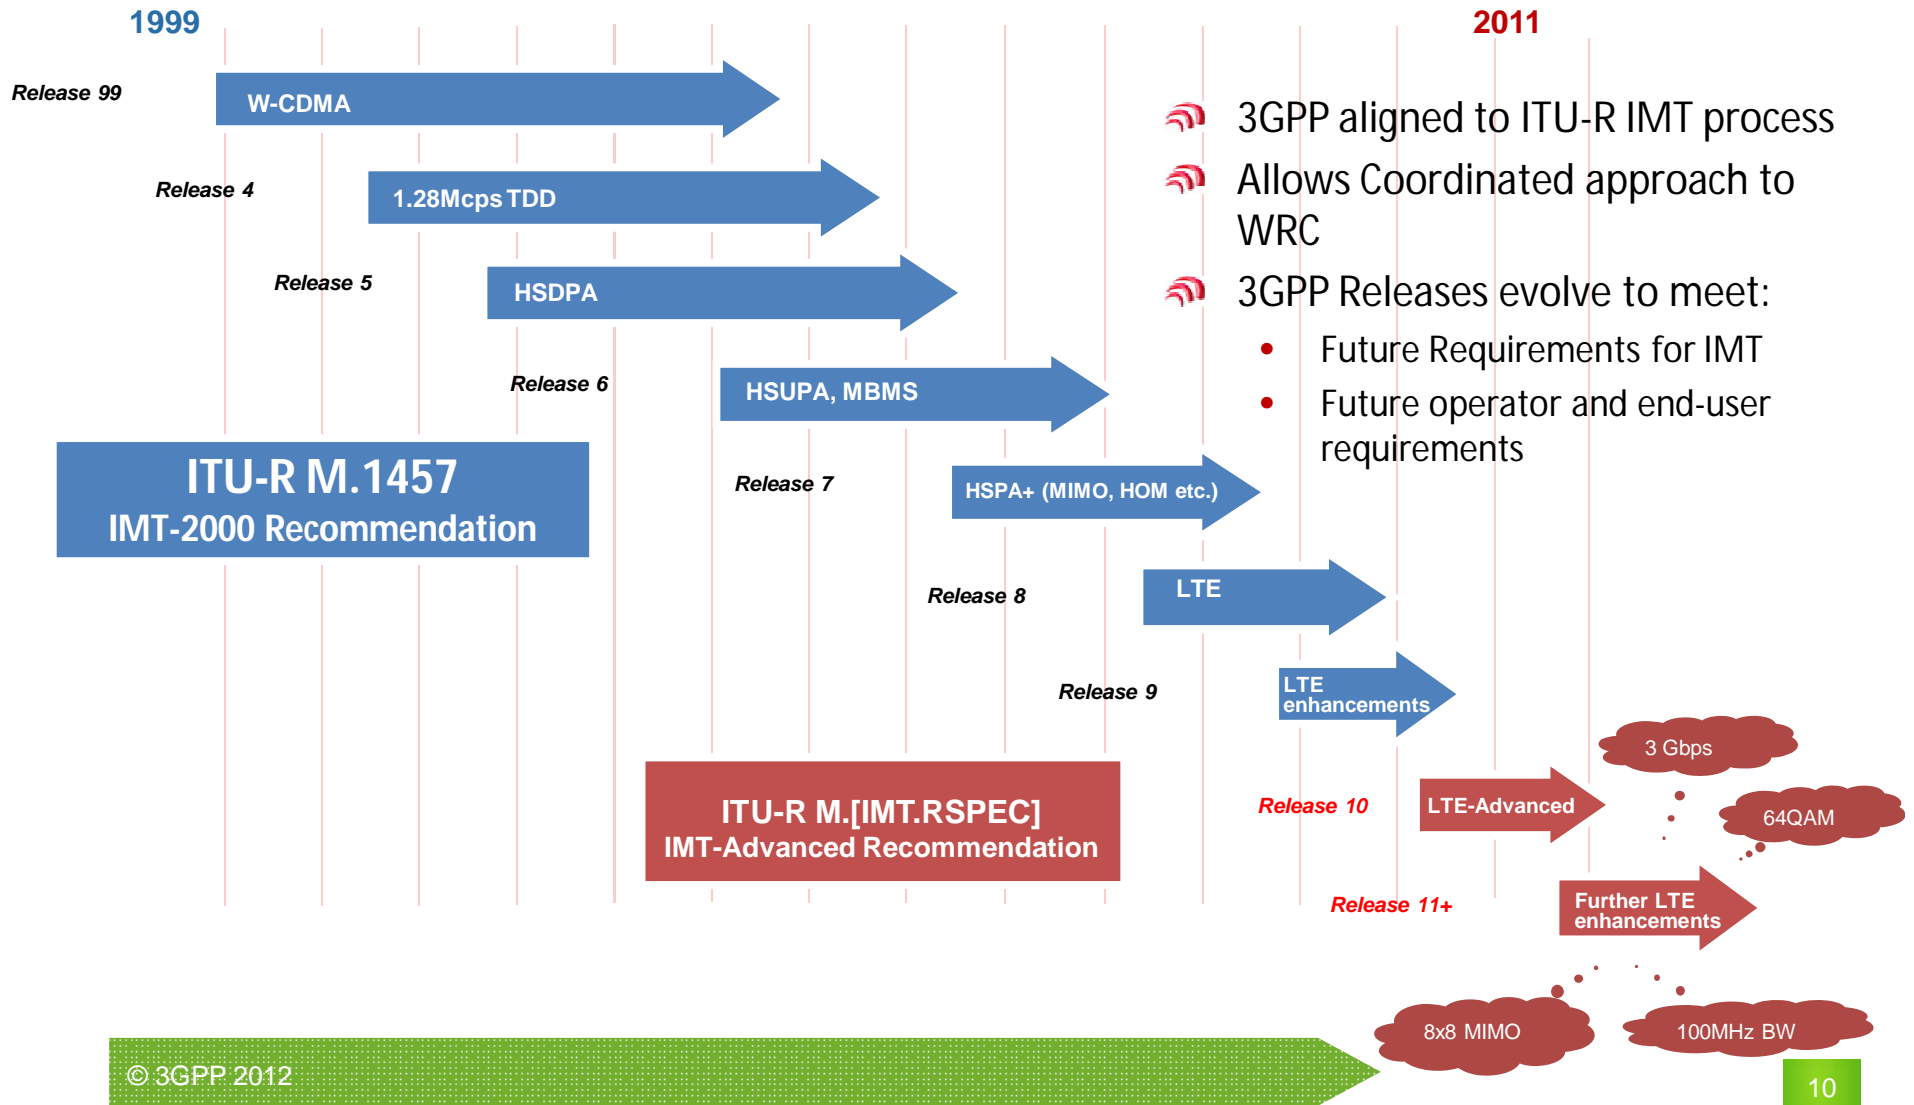 1999
2011
Release 99
W-CDMA
3GPP aligned to ITU-R IMT process
Release 4
1.28Mcps TDD
Allows Coordinated approach to
WRC
Release 5
HSDPA
3GPP Releases evolve to meet:
• Future Requirements for IMT
Release 6
HSUPA, MBMS
• Future operator and end-user
requirements
ITU-R M.1457
IMT-2000 Recommendation
Release 7
HSPA+ (MIMO, HOM etc.)
Release 8
LTE
Release 9
LTE
enhancements
3 Gbps
ITU-R M.[IMT.RSPEC]
IMT-Advanced Recommendation
Release 10
LTE-Advanced
64QAM
Release 11+
Further LTE
enhancements
8x8 MIMO
100MHz BW
© 3GPP 2012
10